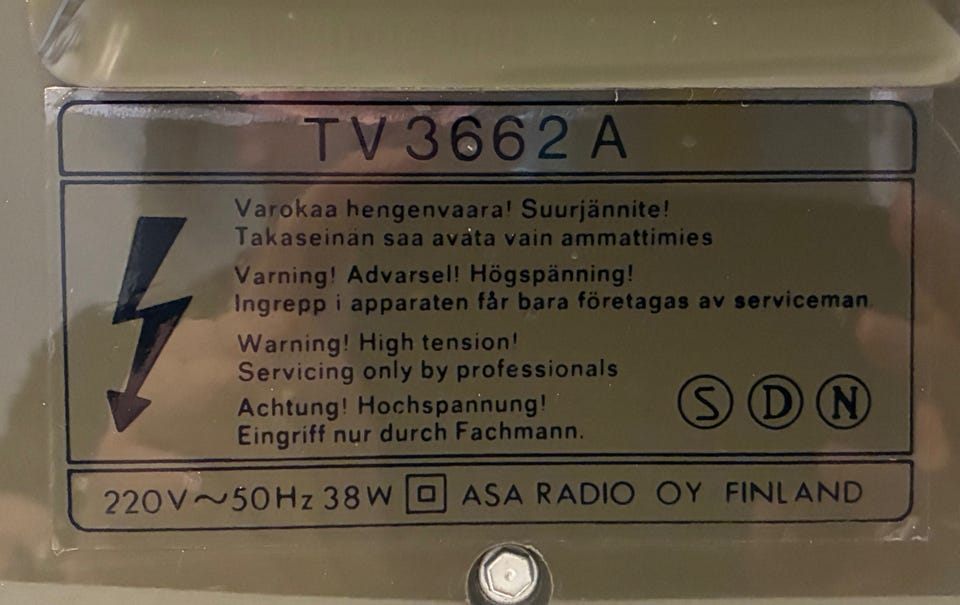 TV 3662 A
Varokaa hengenvaara! Suurjännite!
Takaseinän saa avata vain ammattimies
Varning! Advarsel! Högspänning!
Ingrepp i apparaten får bara företagas av serviceman
Warning! High tension!
Servicing only by professionals
Achtung! Hochspannung!
Eingriff nur durch Fachmann.
S D N
220V~50Hz 38W ASA RADIO OY FINLAND